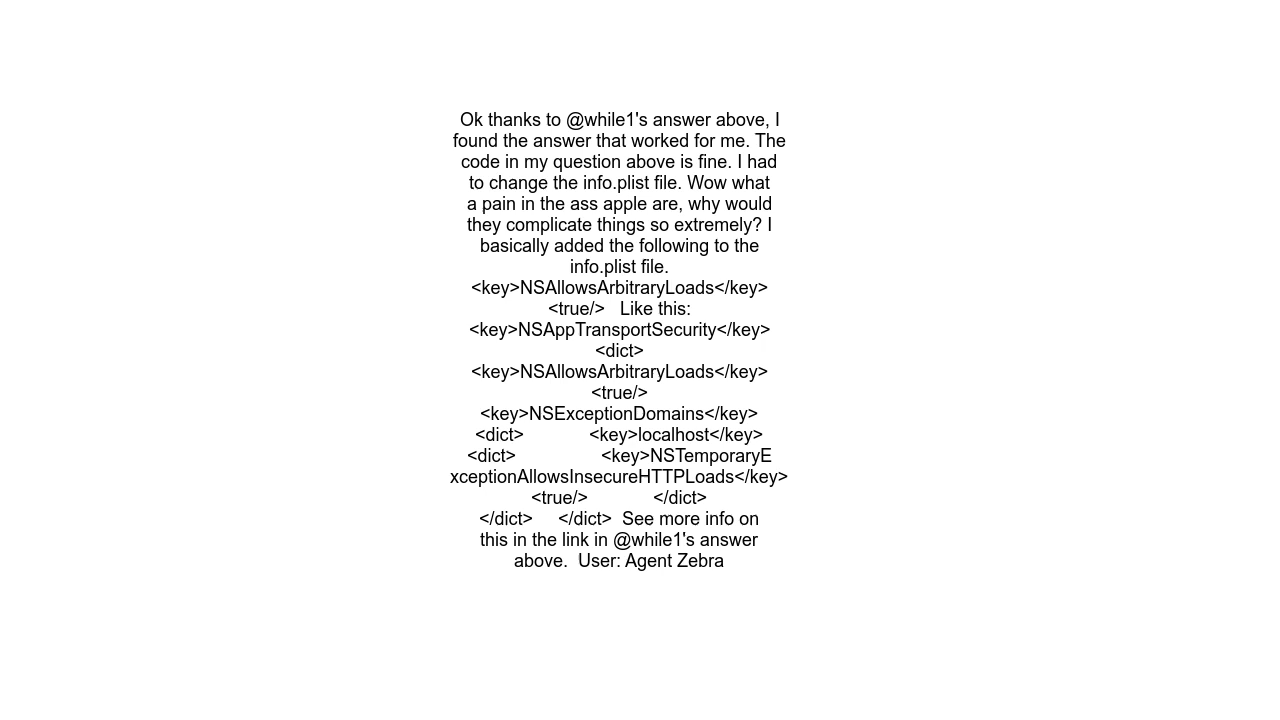 Ok thanks to @while1's answer above, I
found the answer that worked for me. The
code in my question above is fine. I had
to change the info.plist file. Wow what
a pain in the ass apple are, why would
they complicate things so extremely? I
basically added the following to the
info.plist file.
<key>NSAllowsArbitraryLoads</key>
<true/>   Like this:
<key>NSAppTransportSecurity</key>
<dict>
<key>NSAllowsArbitraryLoads</key>
<true/>
<key>NSExceptionDomains</key>
<dict>             <key>localhost</key>
<dict>                 <key>NSTemporaryE
xceptionAllowsInsecureHTTPLoads</key>
<true/>             </dict>
</dict>     </dict>  See more info on
this in the link in @while1's answer
above.  User: Agent Zebra